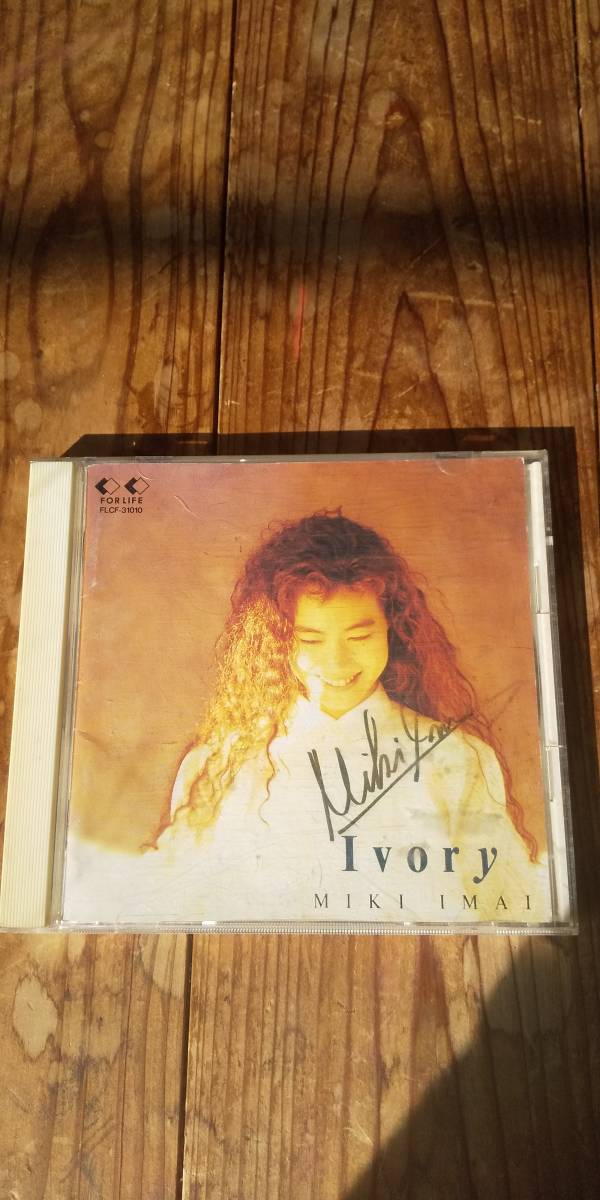 FOR LIFE
FLCF-31010
Miki Imai
Ivory
MIKI IMAI